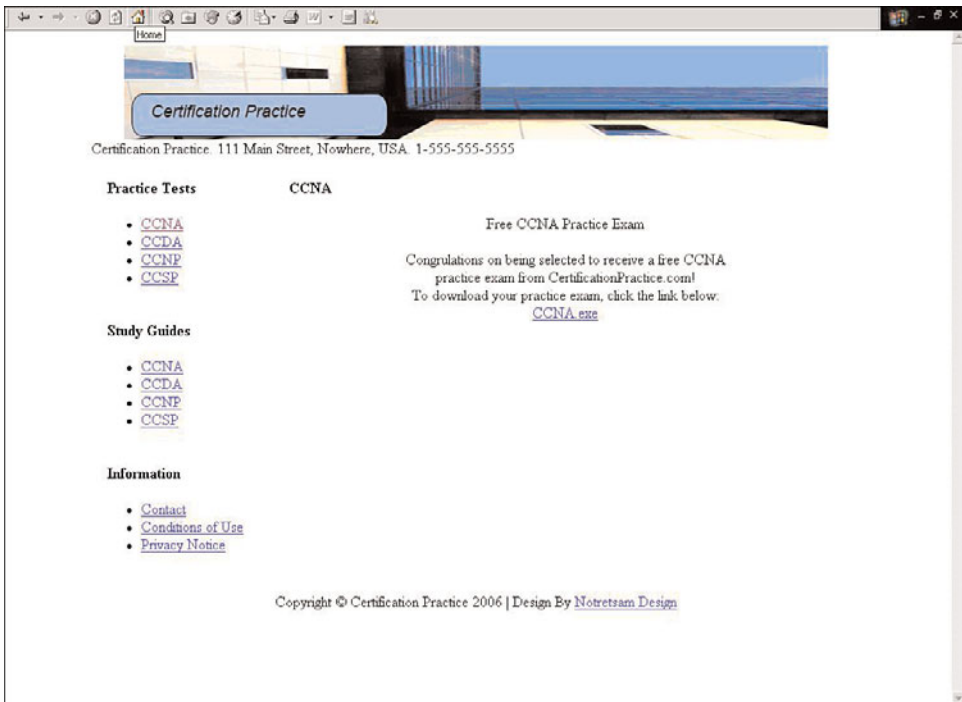 Home
Certification Practice
Certification Practice. 111 Main Street, Nowhere, USA. 1-555-555-5555
Practice Tests
CCNA
CCDA
CCNP
CCSP
Study Guides
CCNA
CCDA
CCNP
CCSP
Information
Contact
Conditions of Use
Privacy Notice
CCNA
Free CCNA Practice Exam
Congrulations on being selected to receive a free CCNA
practice exam from CertificationPractice.com!
To download your practice exam, click the link below:
CCNA.exe
Copyright © Certification Practice 2006 | Design By Notretsam Design